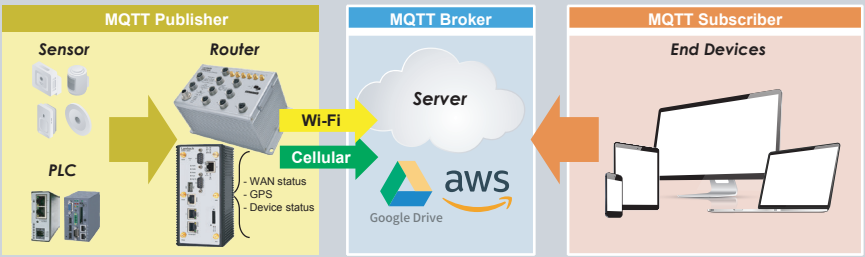 MQTT Publisher
Sensor
Router
PLC
- WAN status
- GPS
- Device status
Wi-Fi
Cellular
MQTT Broker
Server
Google Drive
aws
MQTT Subscriber
End Devices